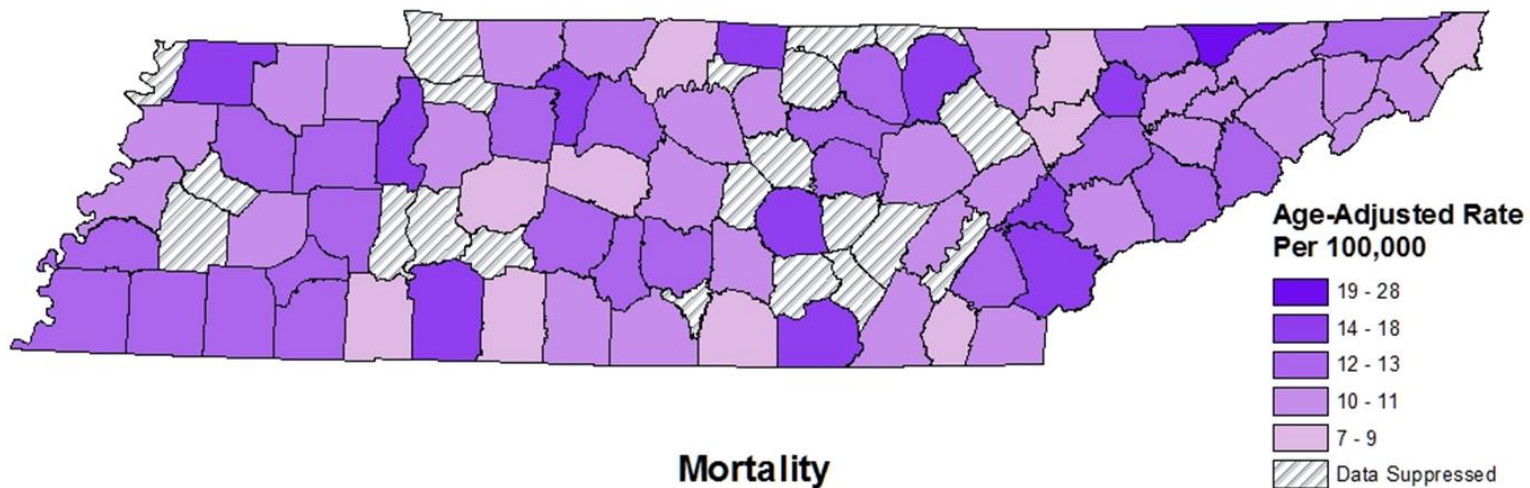 Age-Adjusted Rate
Per 100,000
19 - 28
14 - 18
12 - 13
10 - 11
7 - 9
Data Suppressed
Mortality